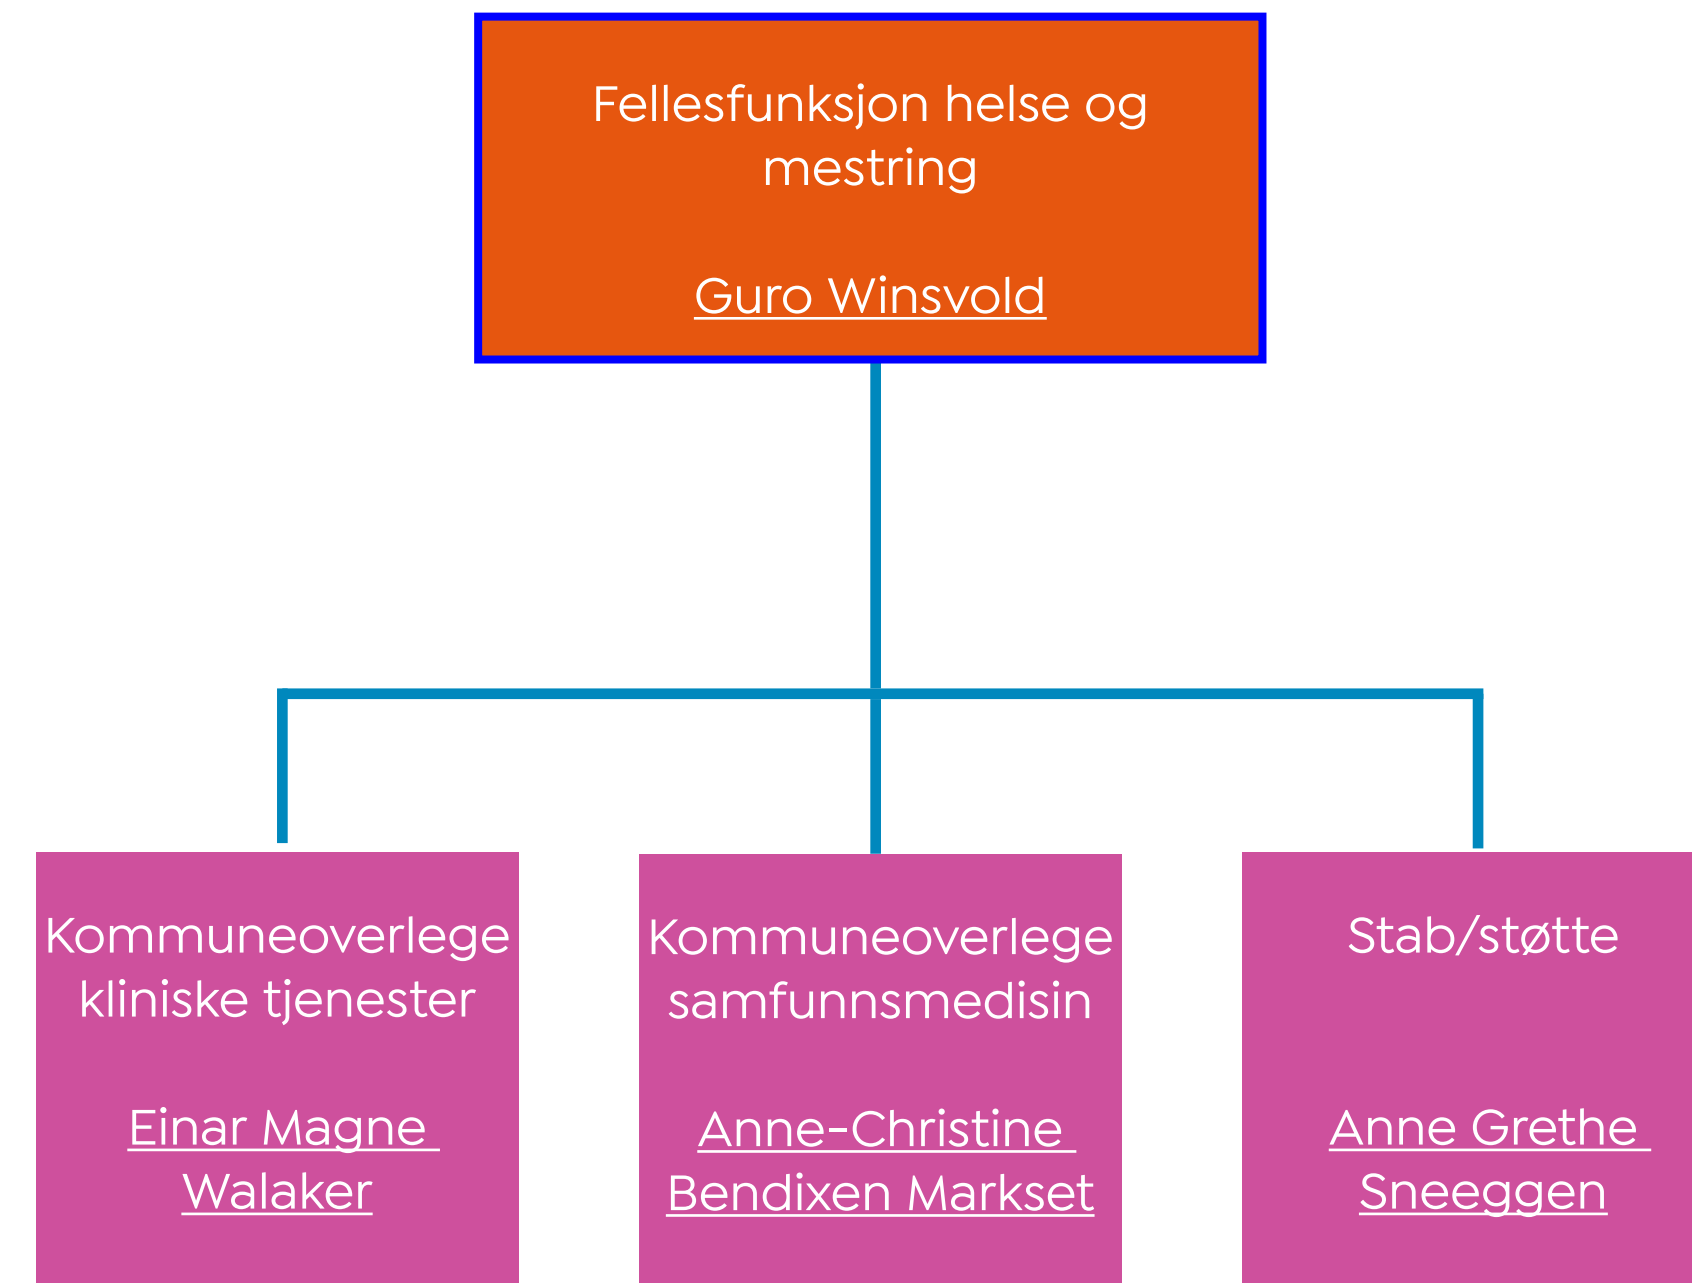 Fellesfunksjon helse og
mestring
Guro Winsvold
Kommuneoverlege
kliniske tjenester
Einar Magne
Walaker
Kommuneoverlege
samfunnsmedisin
Anne-Christine
Bendixen Markset
Stab/støtte
Anne Grethe
Sneeggen